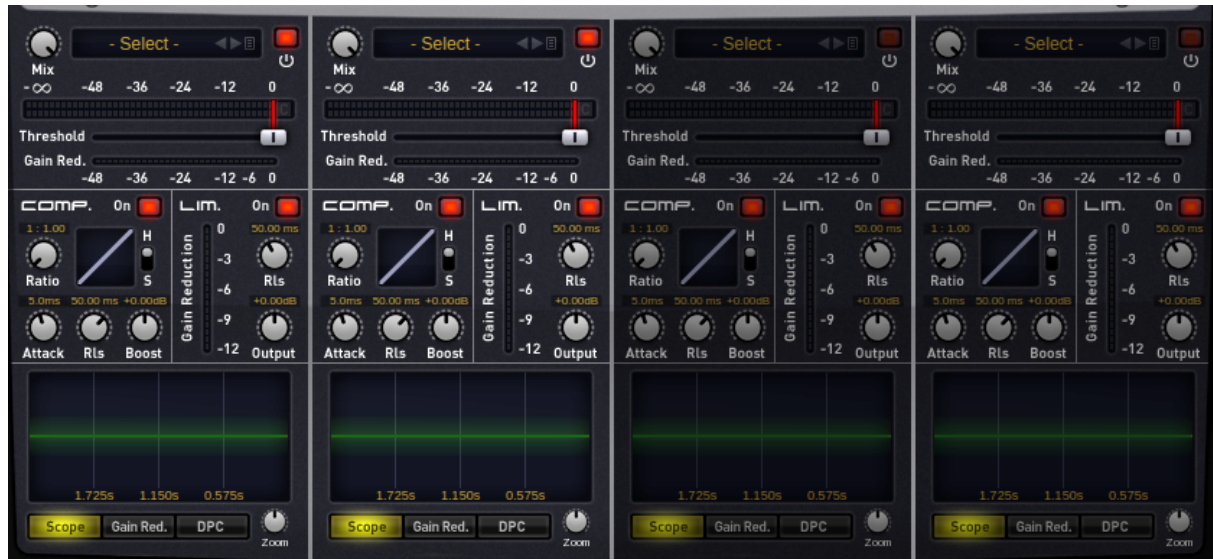 - Select - - Select - - Select - - Select -
Mix Mix Mix Mix
-∞ -48 -36 -24 -12 0 -∞ -48 -36 -24 -12 0 -∞ -48 -36 -24 -12 0 -∞ -48 -36 -24 -12 0
C C C C
Threshold Threshold Threshold Threshold
Gain Red. Gain Red. Gain Red. Gain Red.
-48 -36 -24 -12 -6 0 -48 -36 -24 -12 -6 0 -48 -36 -24 -12 -6 0 -48 -36 -24 -12 -6 0
COMP. On LIM. On COMP. On LIM. On COMP. On LIM. On COMP. On LIM. On
1 : 1.00 H 0 50.00 ms 1 : 1.00 H 0 50.00 ms 1 : 1.00 H 0 50.00 ms 1 : 1.00 H 0 50.00 ms
Gain Reduction Gain Reduction Gain Reduction Gain Reduction
-3 -3 -3 -3
Ratio S Rls Ratio S Rls Ratio S Rls Ratio S Rls
-6 -6 -6 -6
5.0ms 50.00 ms +0.00dB +0.00dB 5.0ms 50.00 ms +0.00dB +0.00dB 5.0ms 50.00 ms +0.00dB +0.00dB 5.0ms 50.00 ms +0.00dB +0.00dB
-9 -9 -9 -9
Attack Rls Boost -12 Output Attack Rls Boost -12 Output Attack Rls Boost -12 Output Attack Rls Boost -12 Output
1.725s 1.150s 0.575s 1.725s 1.150s 0.575s 1.725s 1.150s 0.575s 1.725s 1.150s 0.575s
Scope Gain Red. DPC Scope Gain Red. DPC Scope Gain Red. DPC Scope Gain Red. DPC
Zoom Zoom Zoom Zoom